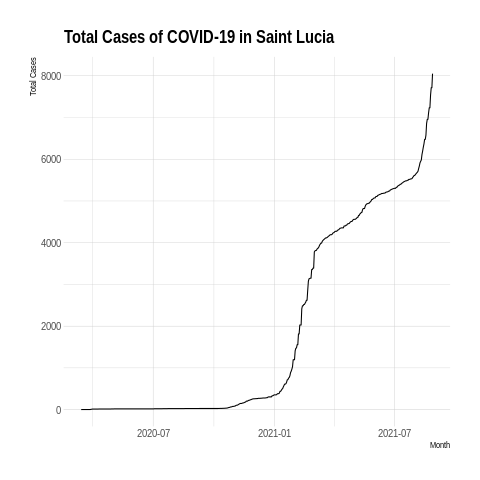 Total Cases of COVID-19 in Saint Lucia
Total Cases
8000
6000
4000
2000
0
2020-07
2021-01
2021-07
Month